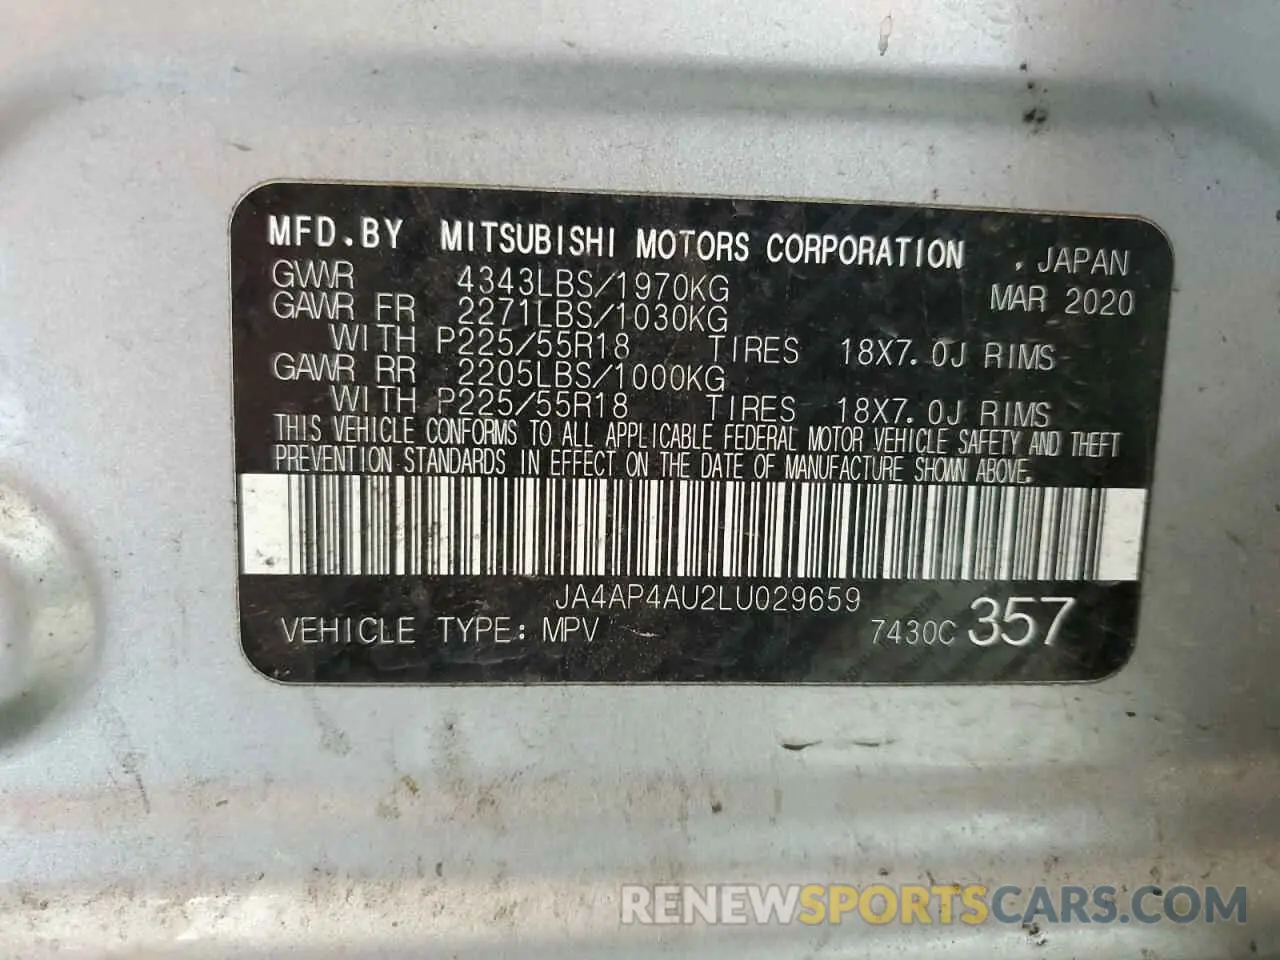 MFD.BY MITSUBISHI MOTORS CORPORATION . JAPAN
GVWR 4343LBS/1970KG MAR 2020
GAWR FR 2271LBS/1030KG
WITH P225/55R18 TIRES 18X7.0J RIMS
GAWR RR 2205LBS/1000KG
WITH P225/55R18 TIRES 18X7.0J RIMS
THIS VEHICLE CONFORMS TO ALL APPLICABLE FEDERAL MOTOR VEHICLE SAFETY AND THEFT
PREVENTION STANDARDS IN EFFECT ON THE DATE OF MANUFACTURE SHOWN ABOVE.
JA4AP4AU2LU029659
VEHICLE TYPE: MPV 7430C 357
RENEWSPORTSCARS.COM